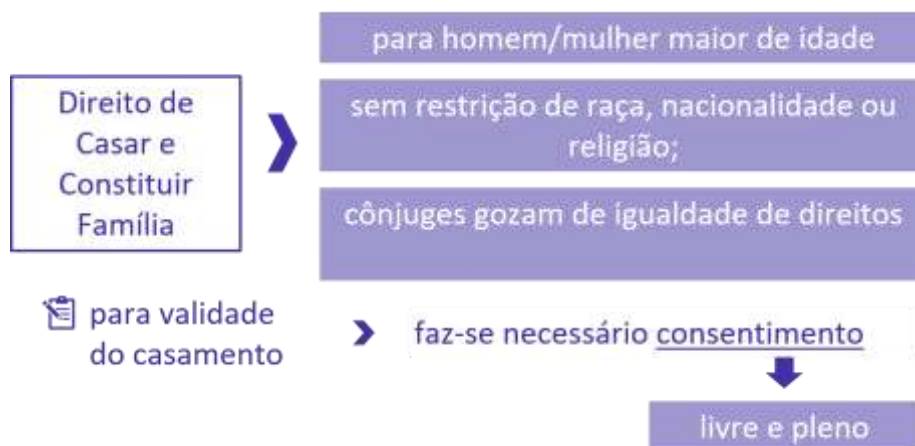 Direito de
Casar e
Constituir
Família
para homem/mulher maior de idade
sem restrição de raça, nacionalidade ou
religião;
cônjuges gozam de igualdade de direitos
para validade
do casamento
faz-se necessário consentimento
livre e pleno